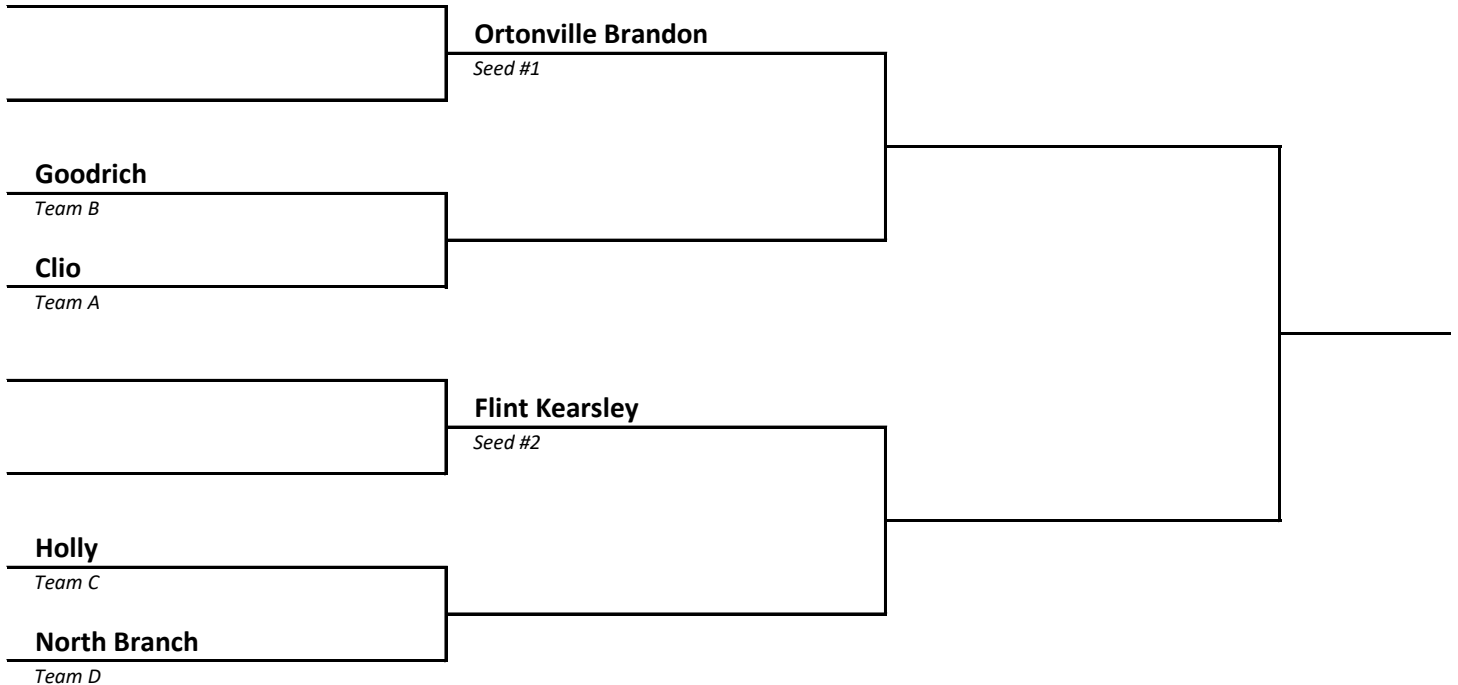 Ortonville Brandon
Seed #1
Goodrich
Team B
Clio
Team A
Flint Kearsley
Seed #2
Holly
Team C
North Branch
Team D